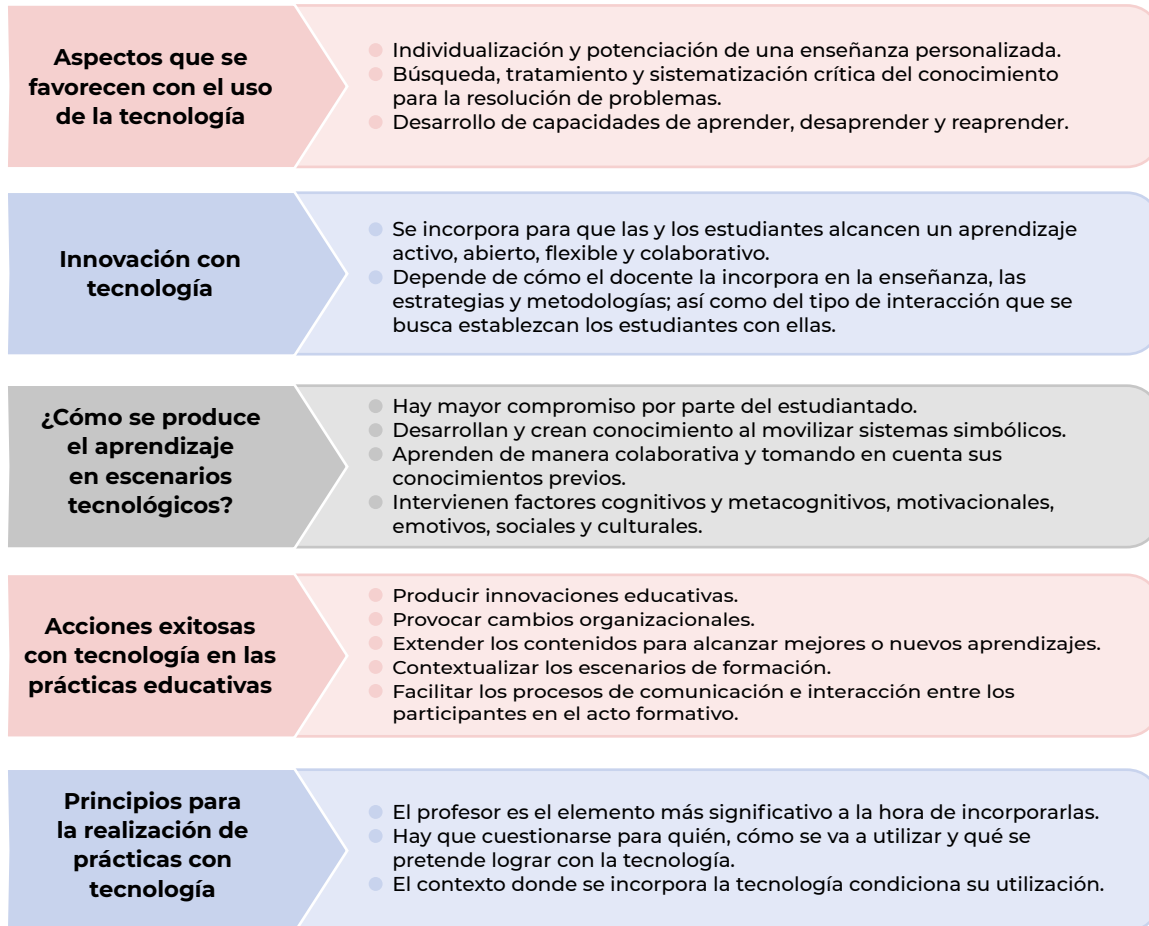 Aspectos que se
favorecen con el uso
de la tecnología
Individualización y potenciación de una enseñanza personalizada.
Búsqueda, tratamiento y sistematización crítica del conocimiento
para la resolución de problemas.
Desarrollo de capacidades de aprender, desaprender y reaprender.
Innovación con
tecnología
Se incorpora para que las y los estudiantes alcancen un aprendizaje
activo, abierto, flexible y colaborativo.
Depende de cómo el docente la incorpora en la enseñanza, las
estrategias y metodologías; así como del tipo de interacción que se
busca establezcan los estudiantes con ellas.
¿Cómo se produce
el aprendizaje
en escenarios
tecnológicos?
Hay mayor compromiso por parte del estudiantado.
Desarrollan y crean conocimiento al movilizar sistemas simbólicos.
Aprenden de manera colaborativa y tomando en cuenta sus
conocimientos previos.
Intervienen factores cognitivos y metacognitivos, motivacionales,
emotivos, sociales y culturales.
Acciones exitosas
con tecnología en las
prácticas educativas
Producir innovaciones educativas.
Provocar cambios organizacionales.
Extender los contenidos para alcanzar mejores o nuevos aprendizajes.
Contextualizar los escenarios de formación.
Facilitar los procesos de comunicación e interacción entre los
participantes en el acto formativo.
Principios para
la realización de
prácticas con
tecnología
El profesor es el elemento más significativo a la hora de incorporarlas.
Hay que cuestionarse para quién, cómo se va a utilizar y qué se
pretende lograr con la tecnología.
El contexto donde se incorpora la tecnología condiciona su utilización.